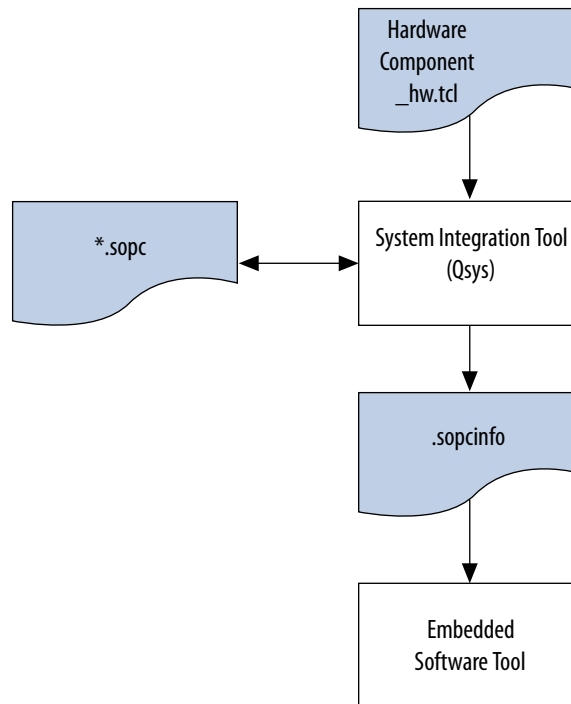 Hardware
Component
_hw.tcl
*.sopc
System Integration Tool
(Qsys)
.sopcinfo
Embedded
Software Tool